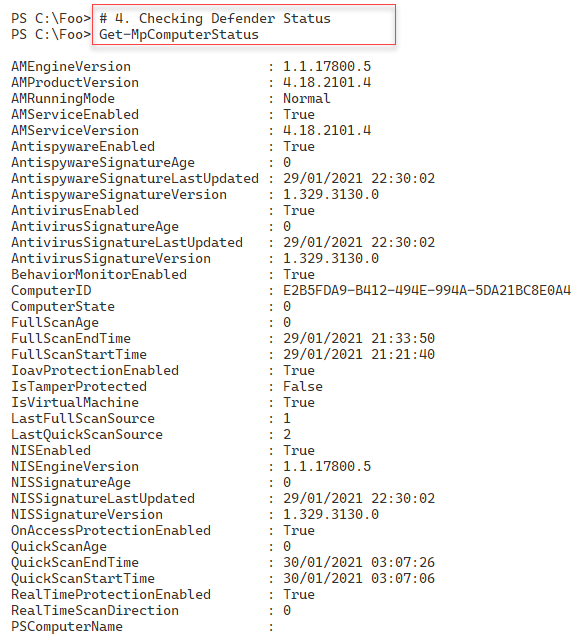 PS C:\Foo> # 4. Checking Defender Status
PS C:\Foo> Get-MpComputerStatus
AMEngineVersion : 1.1.17800.5
AMProductVersion : 4.18.2101.4
AMRunningMode : Normal
AMServiceEnabled : True
AMServiceVersion : 4.18.2101.4
AntispywareEnabled : True
AntispywareSignatureAge : 0
AntispywareSignatureLastUpdated : 29/01/2021 22:30:02
AntispywareSignatureVersion : 1.329.3130.0
AntivirusEnabled : True
AntivirusSignatureAge : 0
AntivirusSignatureLastUpdated : 29/01/2021 22:30:02
AntivirusSignatureVersion : 1.329.3130.0
BehaviorMonitorEnabled : True
ComputerID : E2B5FDA9-B412-494E-994A-5DA21BC8E0A4
ComputerState : 0
FullScanAge : 0
FullScanEndTime : 29/01/2021 21:33:50
FullScanStartTime : 29/01/2021 21:21:40
IoavProtectionEnabled : True
IsTamperProtected : False
IsVirtualMachine : True
LastFullScanSource : 1
LastQuickScanSource : 2
NISEnabled : True
NISEngineVersion : 1.1.17800.5
NISSignatureAge : 0
NISSignatureLastUpdated : 29/01/2021 22:30:02
NISSignatureVersion : 1.329.3130.0
OnAccessProtectionEnabled : True
QuickScanAge : 0
QuickScanEndTime : 30/01/2021 03:07:26
QuickScanStartTime : 30/01/2021 03:07:06
RealTimeProtectionEnabled : True
RealTimeScanDirection : 0
PSComputerName :